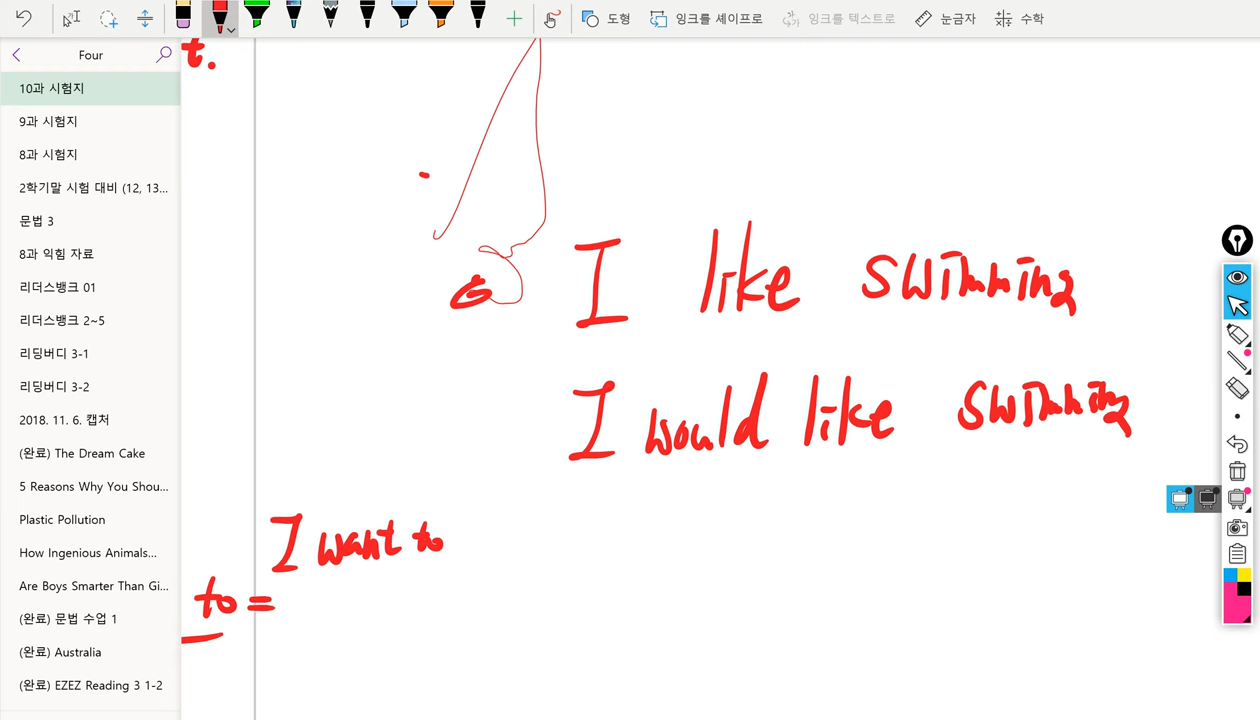 도형
잉크를 셰이프로
잉크를 텍스트로
눈금자
수학
Four
10과 시험지
9과 시험지
8과 시험지
2학기말 시험 대비 (12, 13...
문법 3
8과 익힘 자료
리더스뱅크 01
리더스뱅크 2~5
리딩버디 3-1
리딩버디 3-2
2018. 11. 6. 캡처
(완료) The Dream Cake
5 Reasons Why You Shou...
Plastic Pollution
How Ingenious Animals...
Are Boys Smarter Than Gi...
(완료) 문법 수업 1
(완료) Australia
(완료) EZEZ Reading 3 1-2
t.
I like swimming
I would like swimming
I want to
to =